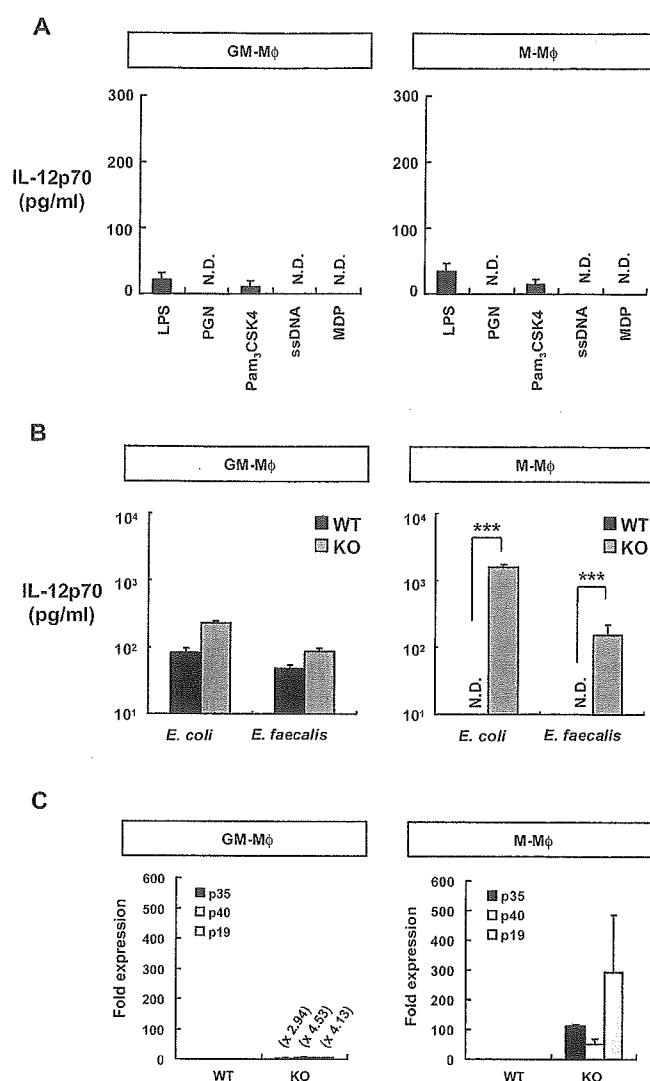 A
GM-Mϕ
M-Mϕ
IL-12p70
(pg/ml)
300
200
100
0
LPS
N.D.
PGN
Pam₃CSK4
N.D.
ssDNA
N.D.
MDP
300
200
100
0
LPS
N.D.
PGN
Pam₃CSK4
N.D.
ssDNA
N.D.
MDP
B
GM-Mϕ
M-Mϕ
IL-12p70
(pg/ml)
10⁴
10³
10²
10¹
WT
KO
E. coli
E. faecalis
10⁴
10³
10²
10¹
WT
KO
***
***
N.D.
N.D.
E. coli
E. faecalis
C
GM-Mϕ
M-Mϕ
Fold expression
600
500
400
300
200
100
0
p35
p40
p19
(x 2.94)
(x 4.53)
(x 4.13)
WT
KO
Fold expression
600
500
400
300
200
100
0
p35
p40
p19
WT
KO